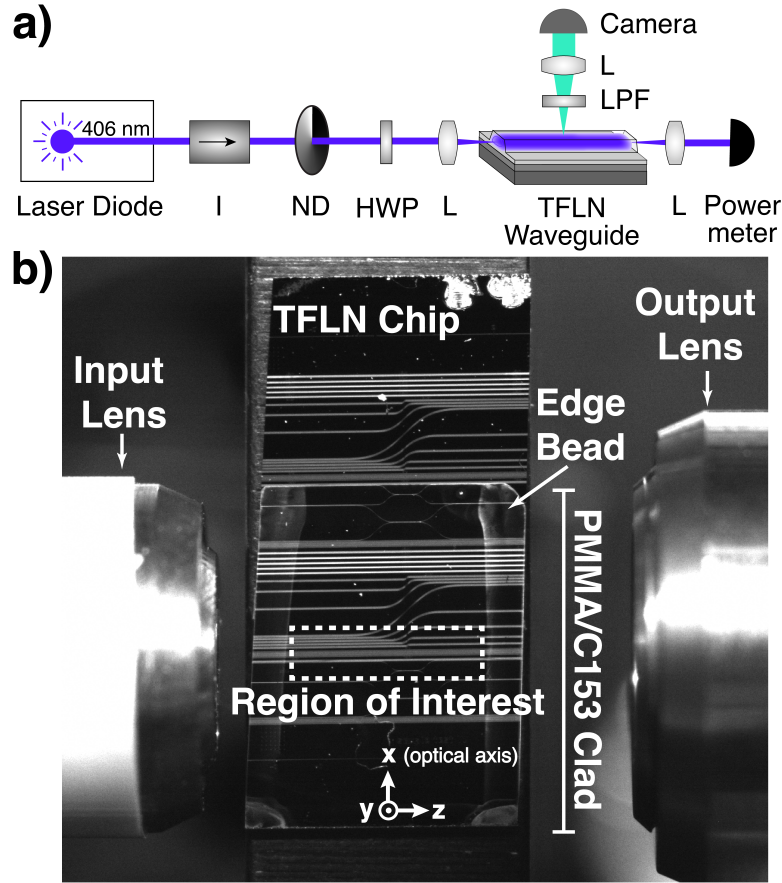 a)
Camera
L
LPF
406 nm
Laser Diode
I
ND
HWP
L
TFLN
Waveguide
L
Power
meter
b)
TFLN Chip
Output
Lens
Input
Lens
Edge
Bead
PMMA/C153 Clad
Region of Interest
x (optical axis)
y
z